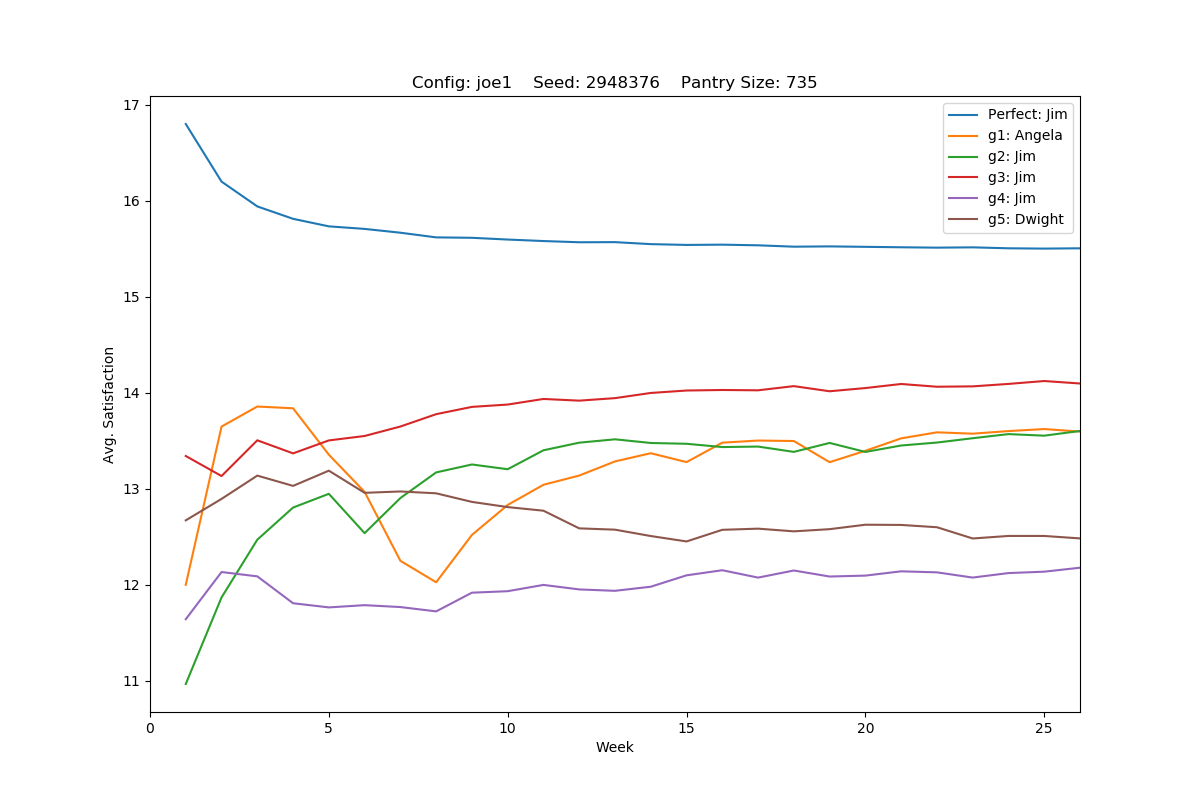 Config: joe1    Seed: 2948376    Pantry Size: 735
17
16
15
14
13
12
11
Avg. Satisfaction
Perfect: Jim
g1: Angela
g2: Jim
g3: Jim
g4: Jim
g5: Dwight
0 5 10 15 20 25
Week